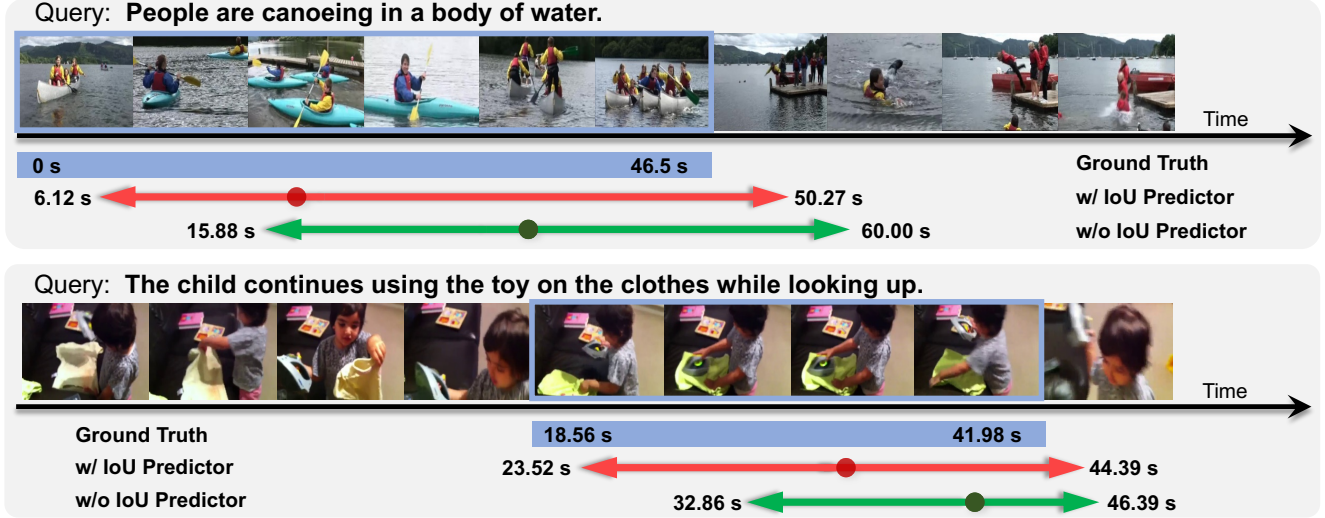 Query: People are canoeing in a body of water.
Time
0 s 46.5 s Ground Truth
6.12 s 50.27 s w/ IoU Predictor
15.88 s 60.00 s w/o IoU Predictor
Query: The child continues using the toy on the clothes while looking up.
Time
Ground Truth 18.56 s 41.98 s
w/ IoU Predictor 23.52 s 44.39 s
w/o IoU Predictor 32.86 s 46.39 s